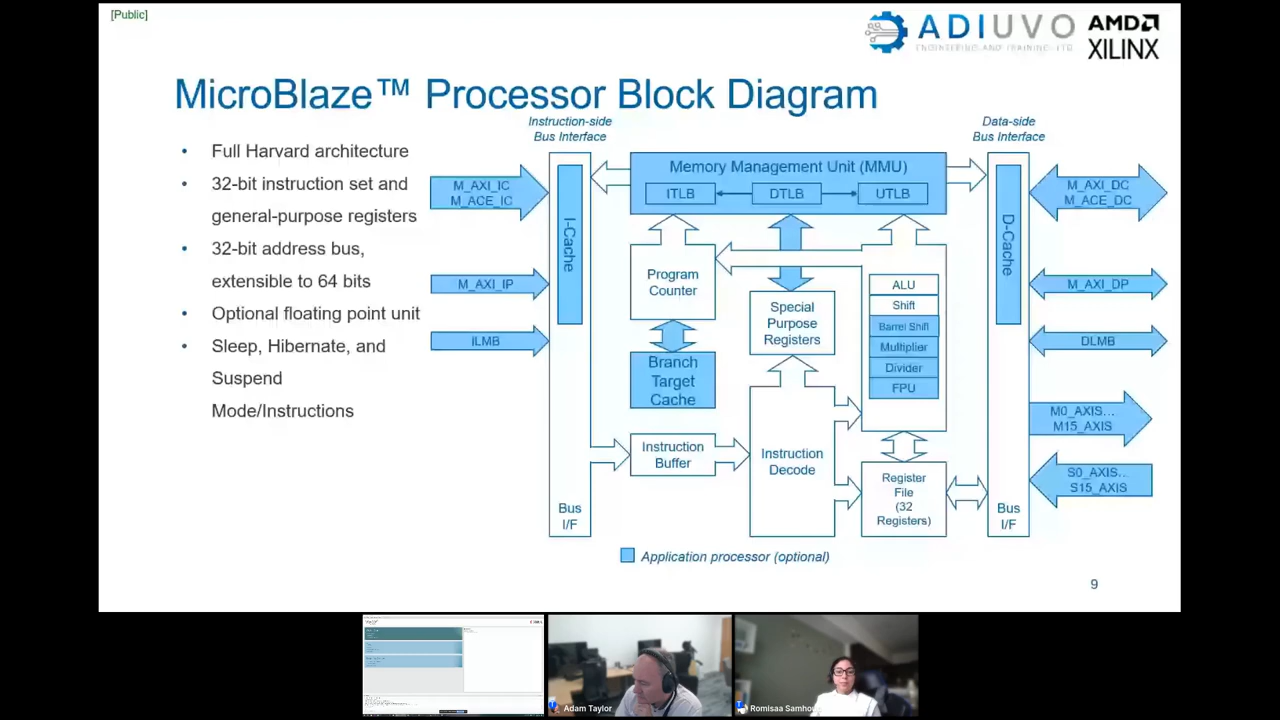 [Public]
ADIUVO
ENGINEERING AND TRAINING, LTD.
AMD
XILINX
MicroBlaze™ Processor Block Diagram
• Full Harvard architecture
• 32-bit instruction set and
general-purpose registers
• 32-bit address bus,
extensible to 64 bits
• Optional floating point unit
• Sleep, Hibernate, and
Suspend
Mode/Instructions
Instruction-side
Bus Interface
Data-side
Bus Interface
M_AXI_IC
M_ACE_IC
M_AXI_IP
ILMB
I-Cache
Bus
I/F
Memory Management Unit (MMU)
ITLB
DTLB
UTLB
Program
Counter
Branch
Target
Cache
Special
Purpose
Registers
Instruction
Buffer
Instruction
Decode
ALU
Shift
Barrel Shift
Multiplier
Divider
FPU
Register
File
(32
Registers)
D-Cache
Bus
I/F
M_AXI_DC
M_ACE_DC
M_AXI_DP
DLMB
M0_AXIS...
M15_AXIS
S0_AXIS...
S15_AXIS
Application processor (optional)
9
Adam Taylor
Romisaa